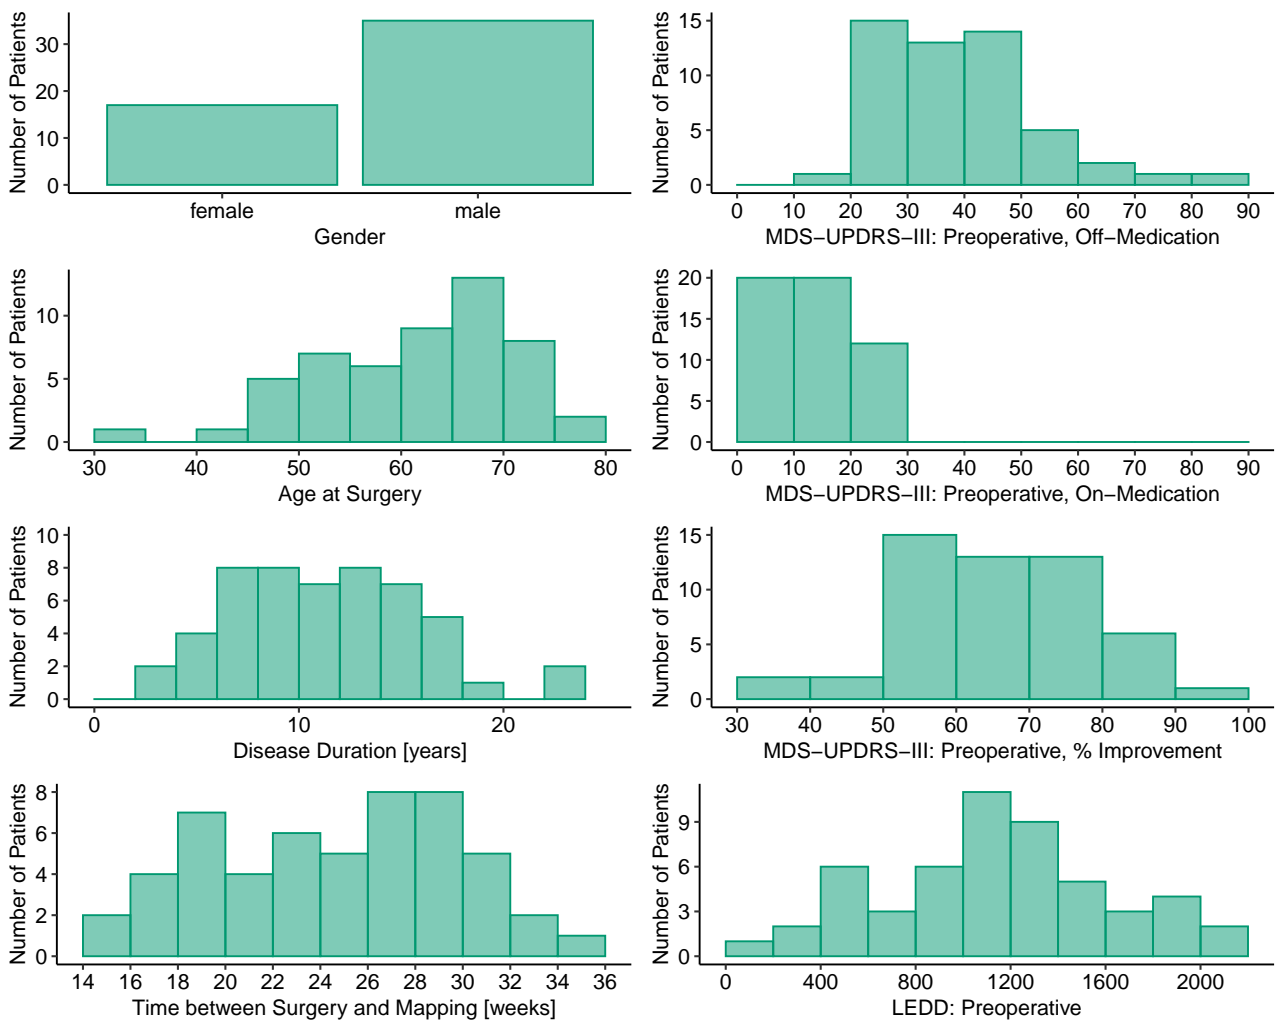 Number of Patients
30
20
10
0
female male
Gender
Number of Patients
15
10
5
0
0 10 20 30 40 50 60 70 80 90
MDS−UPDRS−III: Preoperative, Off−Medication
Number of Patients
10
5
0
30 40 50 60 70 80
Age at Surgery
Number of Patients
20
15
10
5
0
0 10 20 30 40 50 60 70 80 90
MDS−UPDRS−III: Preoperative, On−Medication
Number of Patients
10
8
6
4
2
0
0 10 20
Disease Duration [years]
Number of Patients
15
10
5
0
30 40 50 60 70 80 90 100
MDS−UPDRS−III: Preoperative, % Improvement
Number of Patients
8
6
4
2
0
14 16 18 20 22 24 26 28 30 32 34 36
Time between Surgery and Mapping [weeks]
Number of Patients
9
6
3
0
0 400 800 1200 1600 2000
LEDD: Preoperative